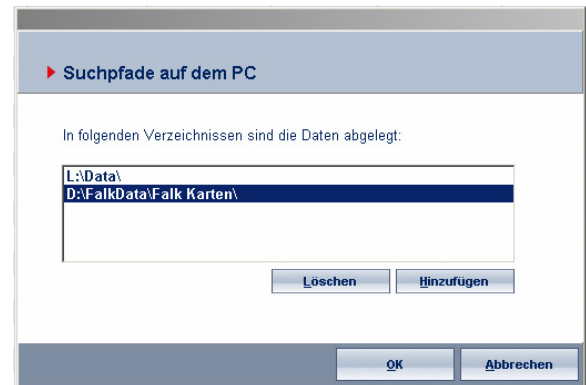 Suchpfade auf dem PC
In folgenden Verzeichnissen sind die Daten abgelegt:
L:\Data\
D:\FalkData\Falk Karten\
Löschen
Hinzufügen
OK
Abbrechen